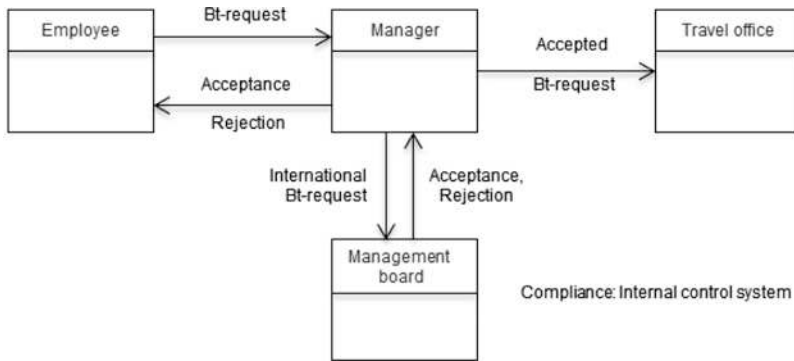 Bt-request
Employee
Manager
Travel office
Accepted
Bt-request
Acceptance
Rejection
International
Bt-request
Acceptance,
Rejection
Management
board
Compliance: Internal control system